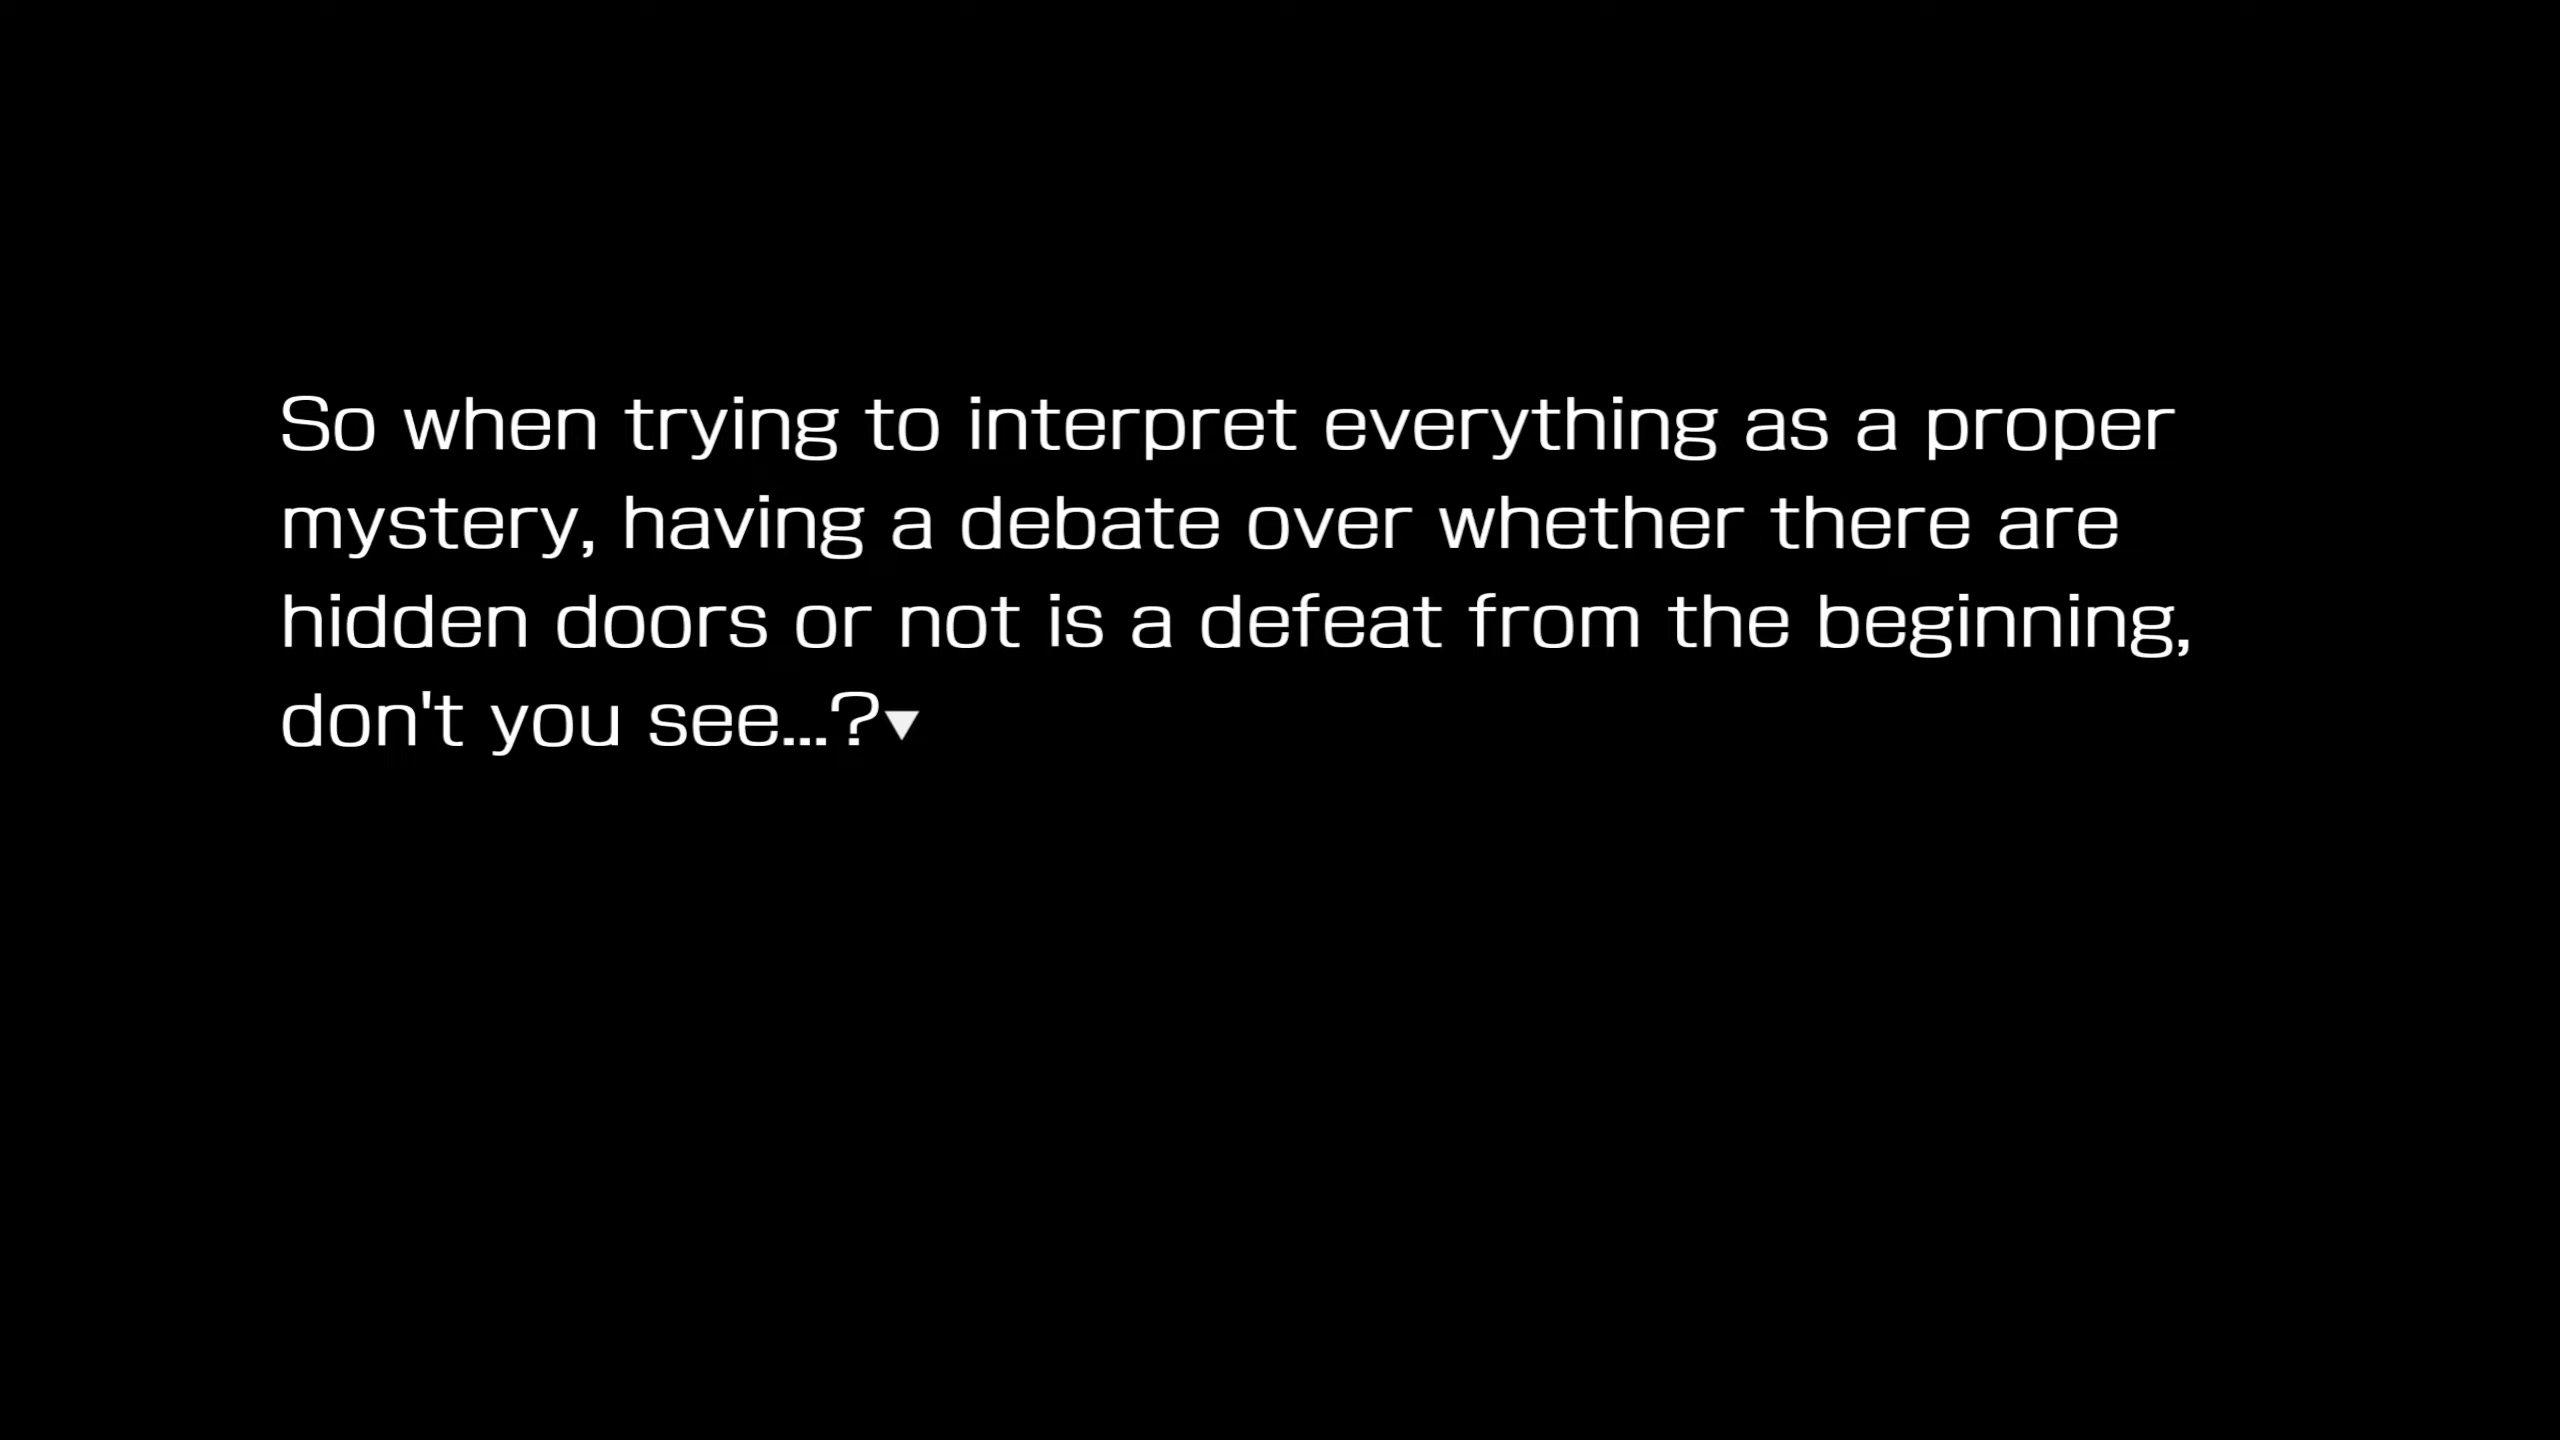 So when trying to interpret everything as a proper
mystery, having a debate over whether there are
hidden doors or not is a defeat from the beginning,
don't you see...?▼